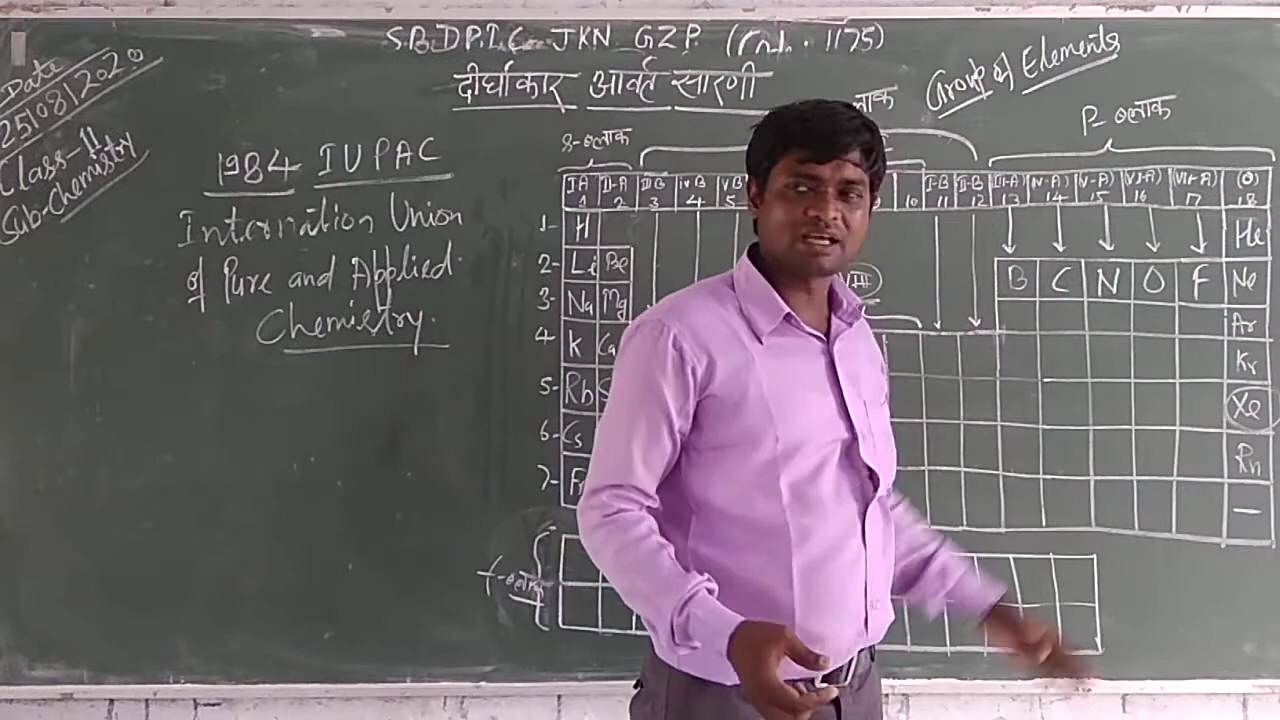 S.B.D.P.I.C. JKN GZP. ( . 1175)
दीर्घाकार आवर्त सारणी
Group of Elements
Date
25/08/2020
Class-11
Sub-Chemistry
1984 IUPAC
Internation Union
of Pure and Applied
Chemistry.
S-ब्लाक
P-ब्लाक
I-A II-A III B IV B V B I-B II-B III-A) IV-A) (V-A) (VI-A) (VII-A) (0)
1 2 3 4 5 10 11 12 13 14 15 16 17 18
1- H He
2- Li Be B C N O F Ne
3- Na Mg VIII Ar
4- K Ca Kr
5- Rb Xe
6- Cs Rn
7- —
f-ब्लाक